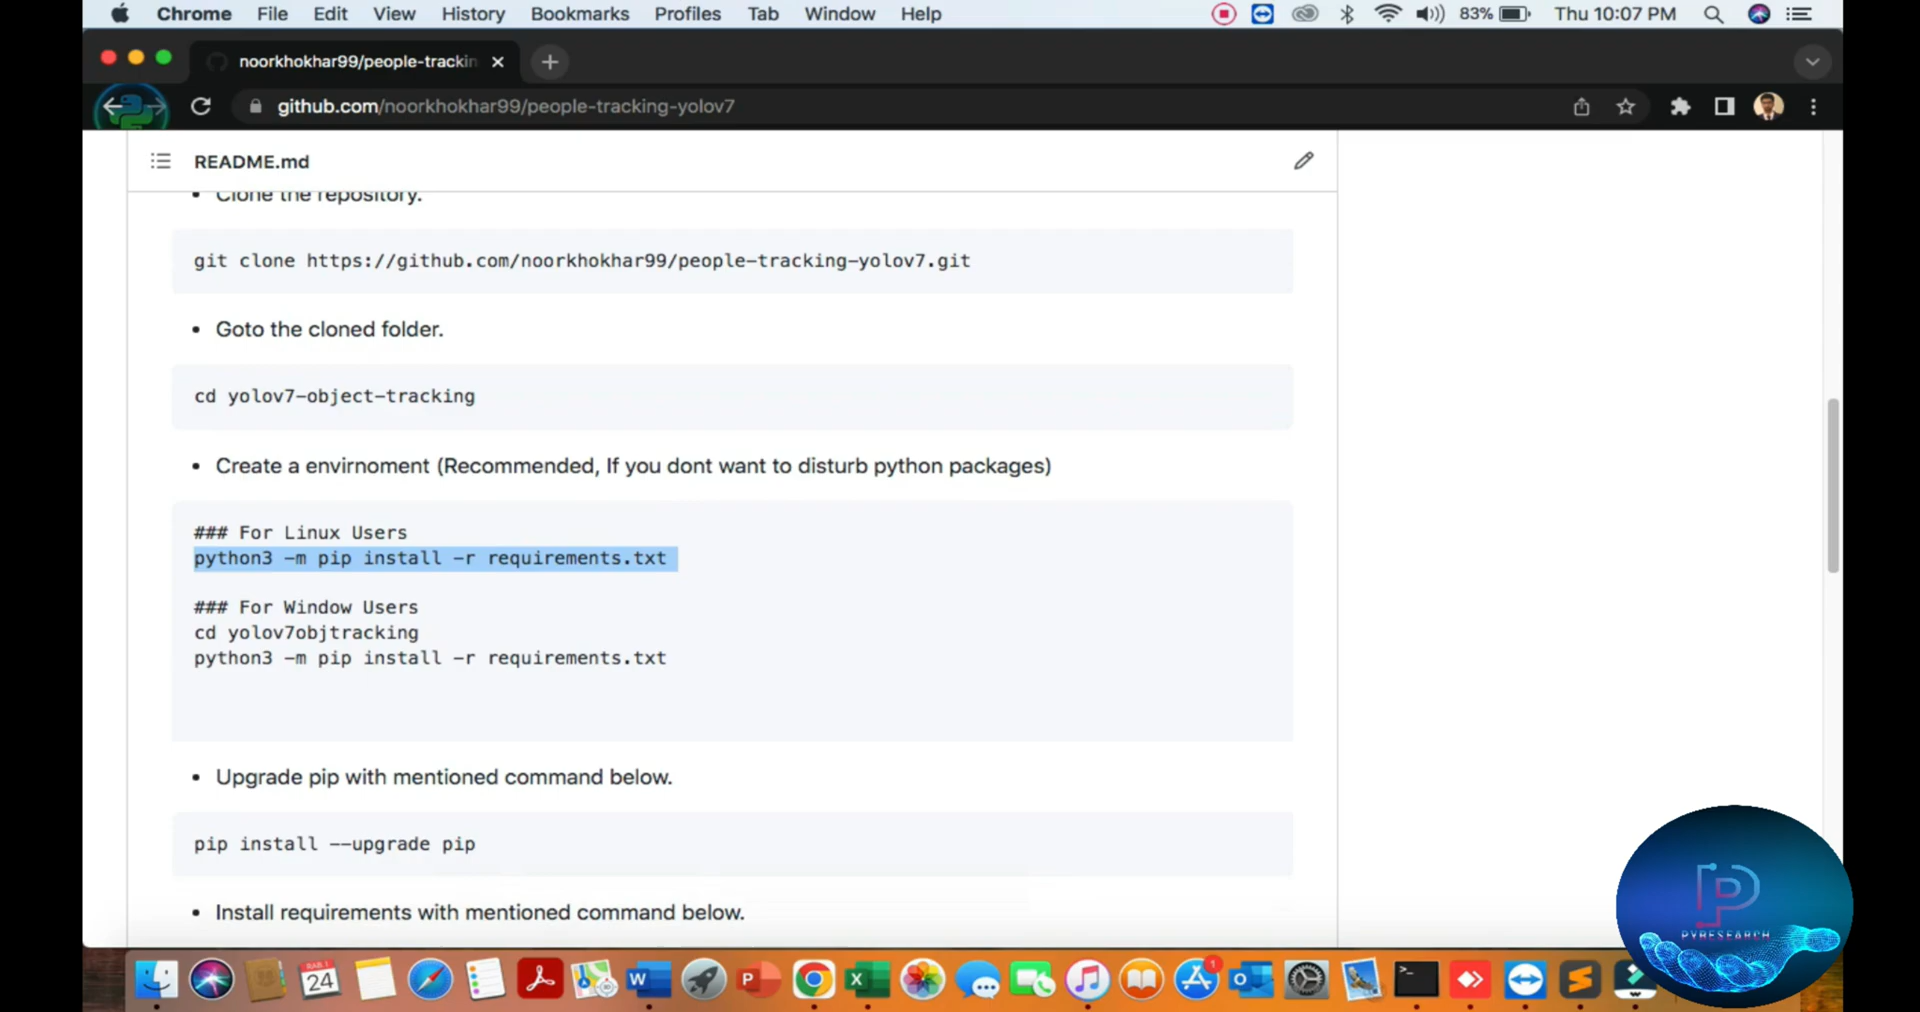 Chrome File Edit View History Bookmarks Profiles Tab Window Help 83% Thu 10:07 PM
noorkhokhar99/people-trackin
github.com/noorkhokhar99/people-tracking-yolov7
README.md
Clone the repository.
git clone https://github.com/noorkhokhar99/people-tracking-yolov7.git
Goto the cloned folder.
cd yolov7-object-tracking
Create a envirnoment (Recommended, If you dont want to disturb python packages)
### For Linux Users
python3 -m pip install -r requirements.txt
### For Window Users
cd yolov7objtracking
python3 -m pip install -r requirements.txt
Upgrade pip with mentioned command below.
pip install --upgrade pip
Install requirements with mentioned command below.
PYRESEARCH
24
1